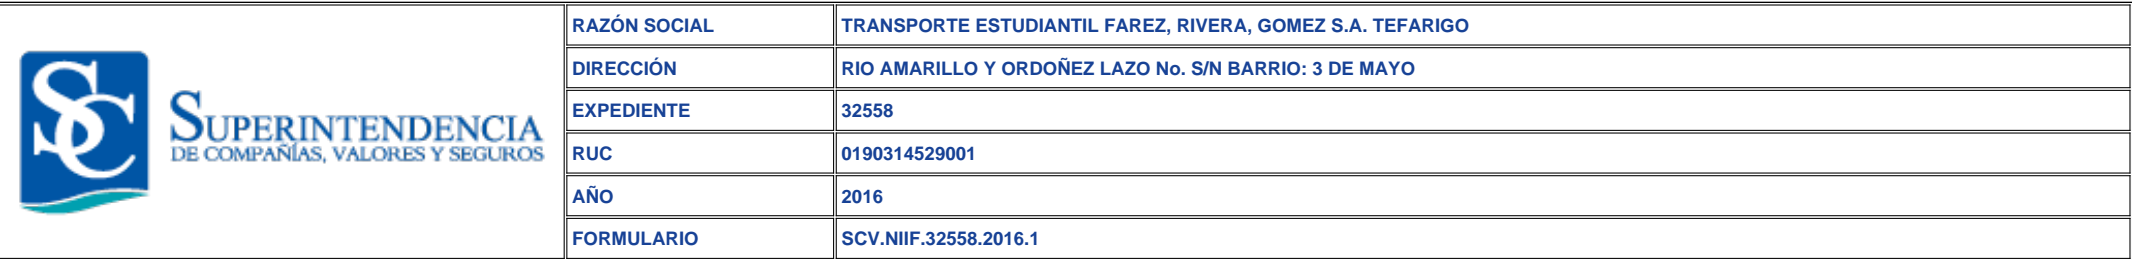 SC
SUPERINTENDENCIA
DE COMPAÑÍAS, VALORES Y SEGUROS
RAZÓN SOCIAL TRANSPORTE ESTUDIANTIL FAREZ, RIVERA, GOMEZ S.A. TEFARIGO
DIRECCIÓN RIO AMARILLO Y ORDOÑEZ LAZO No. S/N BARRIO: 3 DE MAYO
EXPEDIENTE 32558
RUC 0190314529001
AÑO 2016
FORMULARIO SCV.NIIF.32558.2016.1